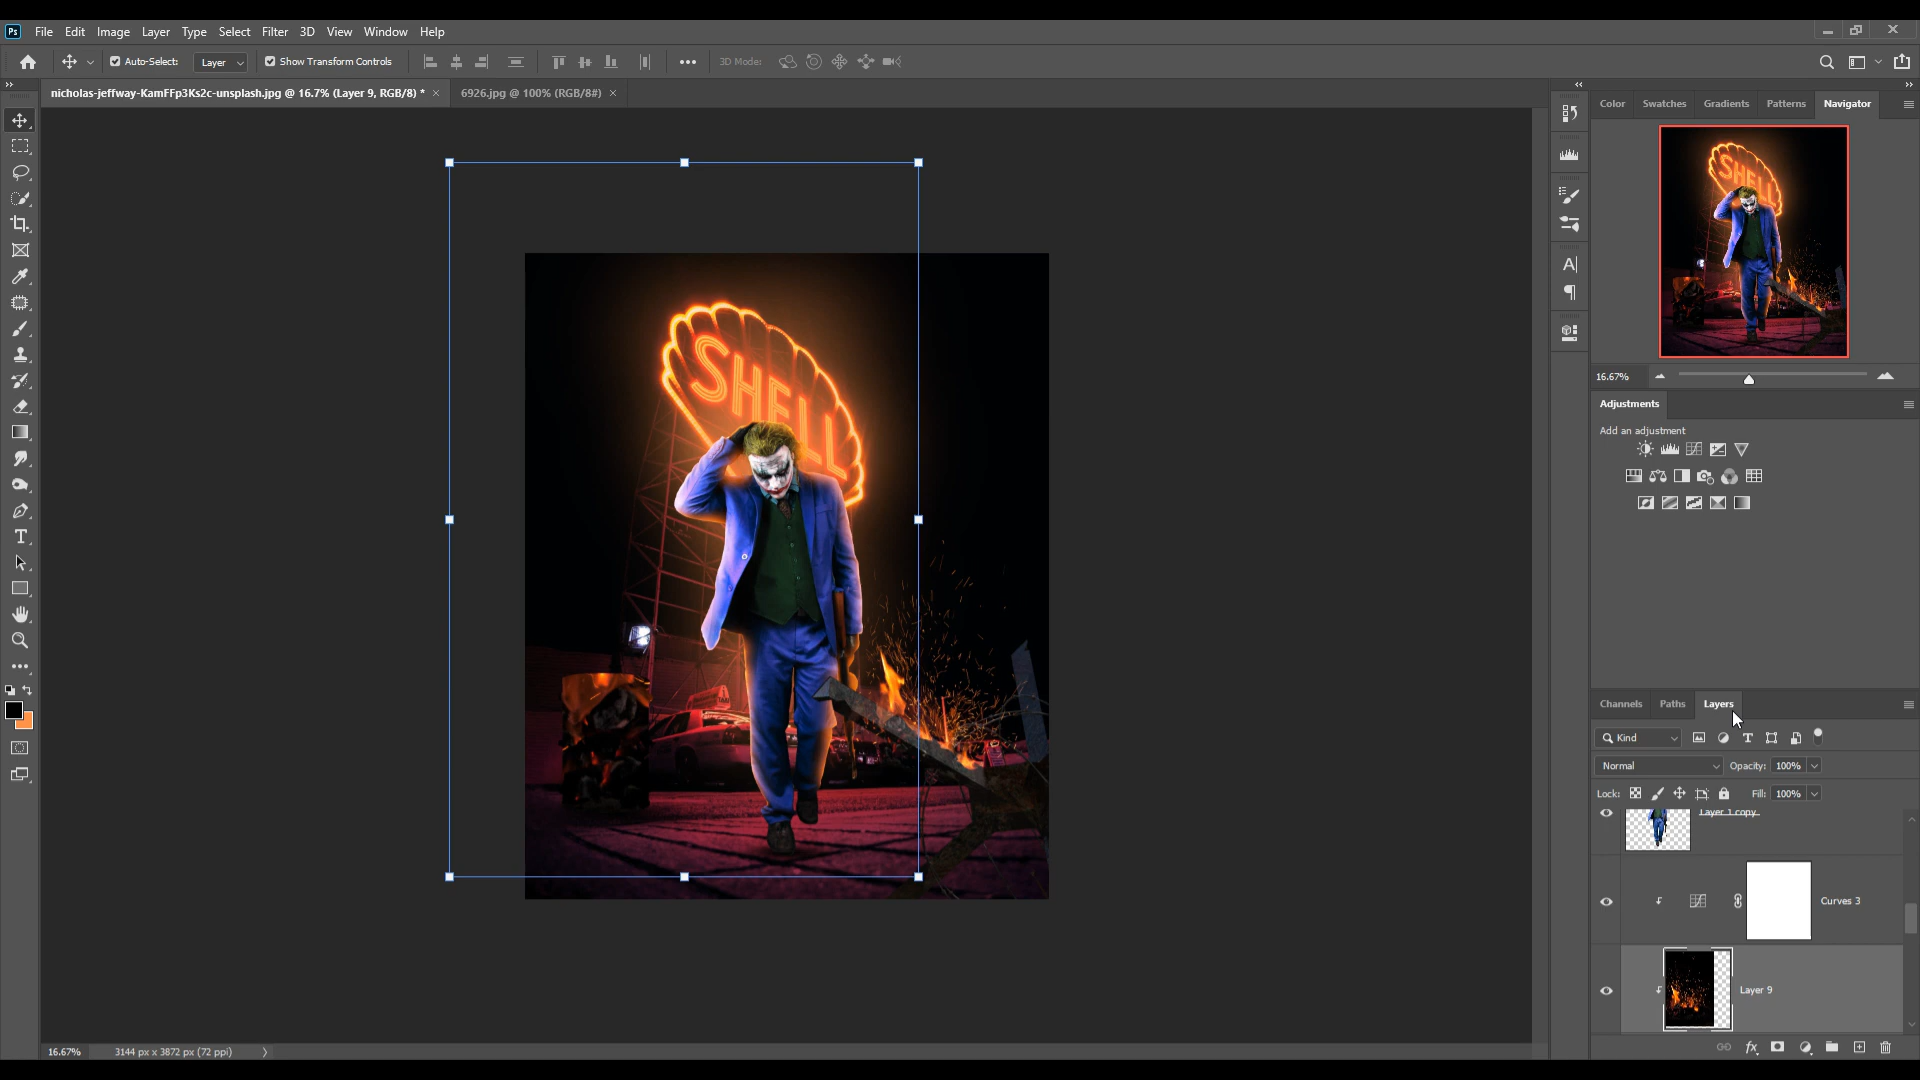 Ps File Edit Image Layer Type Select Filter 3D View Window Help
Auto-Select: Layer Show Transform Controls 3D Mode:
nicholas-jeffway-KamFFp3Ks2c-unsplash.jpg @ 16.7% (Layer 9, RGB/8) * 6926.jpg @ 100% (RGB/8#)
Color Swatches Gradients Patterns Navigator
SHELL
SHELL
TAXI
16.67%
Adjustments
Add an adjustment
Channels Paths Layers
Kind
Normal Opacity: 100%
Lock: Fill: 100%
Layer 1 copy
Curves 3
Layer 9
16.67% 3144 px x 3872 px (72 ppi)